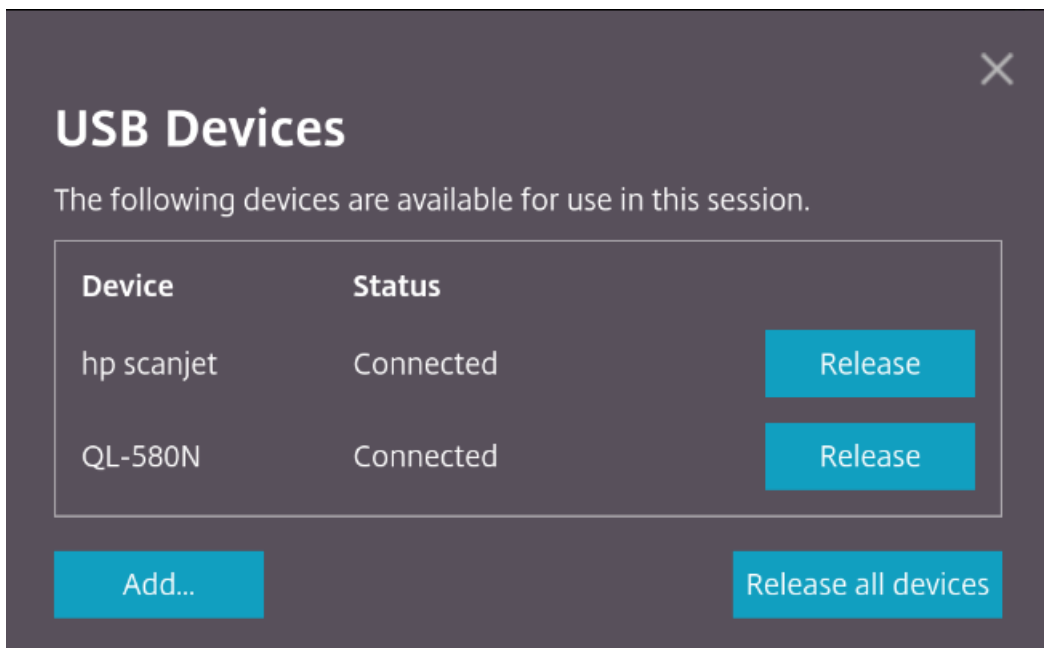 USB Devices
The following devices are available for use in this session.
Device Status
hp scanjet Connected Release
QL-580N Connected Release
Add... Release all devices